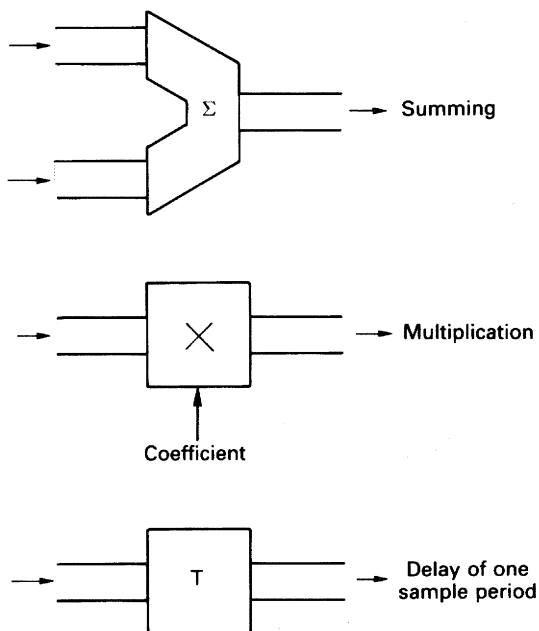 Σ
Summing
×
Multiplication
Coefficient
T
Delay of one
sample period